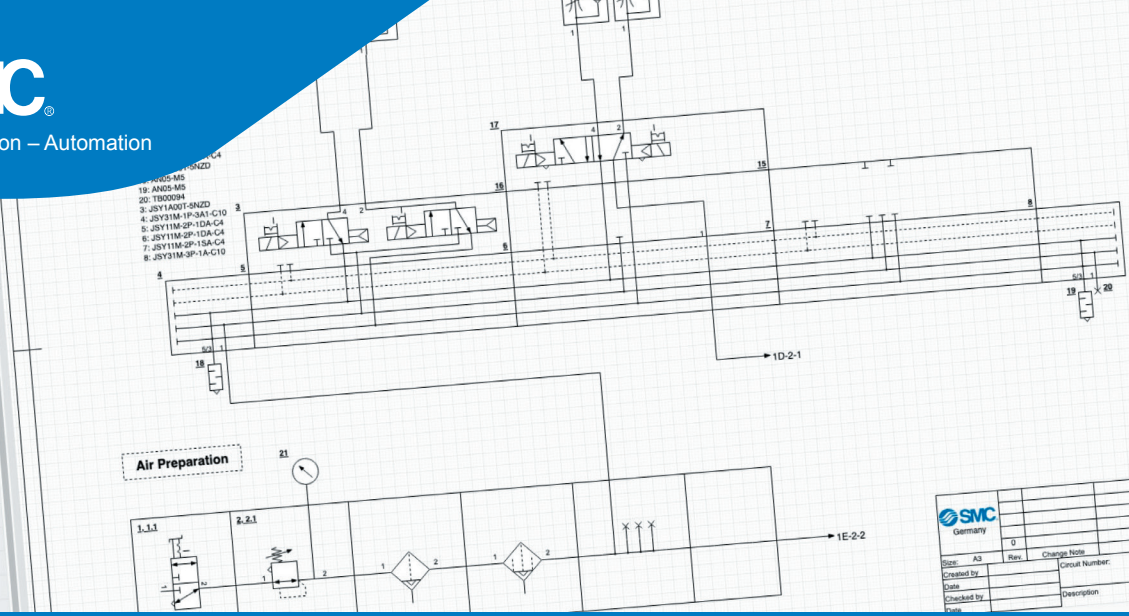 C®
on – Automation
19: AN05-M5
20: TB00094
3: JSY1A00T-5NZD
4: JSY31M-1P-3A1-C10
5: JSY11M-2P-1DA-C4
6: JSY11M-2P-1DA-C4
7: JSY11M-2P-1SA-C4
8: JSY31M-3P-1A-C10
1
1
1
17
4
2
16
15
3
4
2
4
5
6
1
7
8
5/3
1
18
5/3
1
19
20
1D-2-1
Air Preparation
21
1, 1.1
2, 2.1
1
2
1
2
1
2
1
2
1E-2-2
SMC
Germany
0
Size: A3
Rev.
Change Note
Created by
Circuit Number:
Date
Checked by
Description
Date